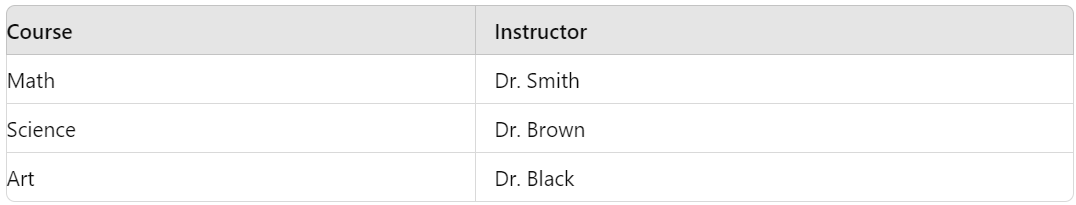 Course Instructor
Math Dr. Smith
Science Dr. Brown
Art Dr. Black